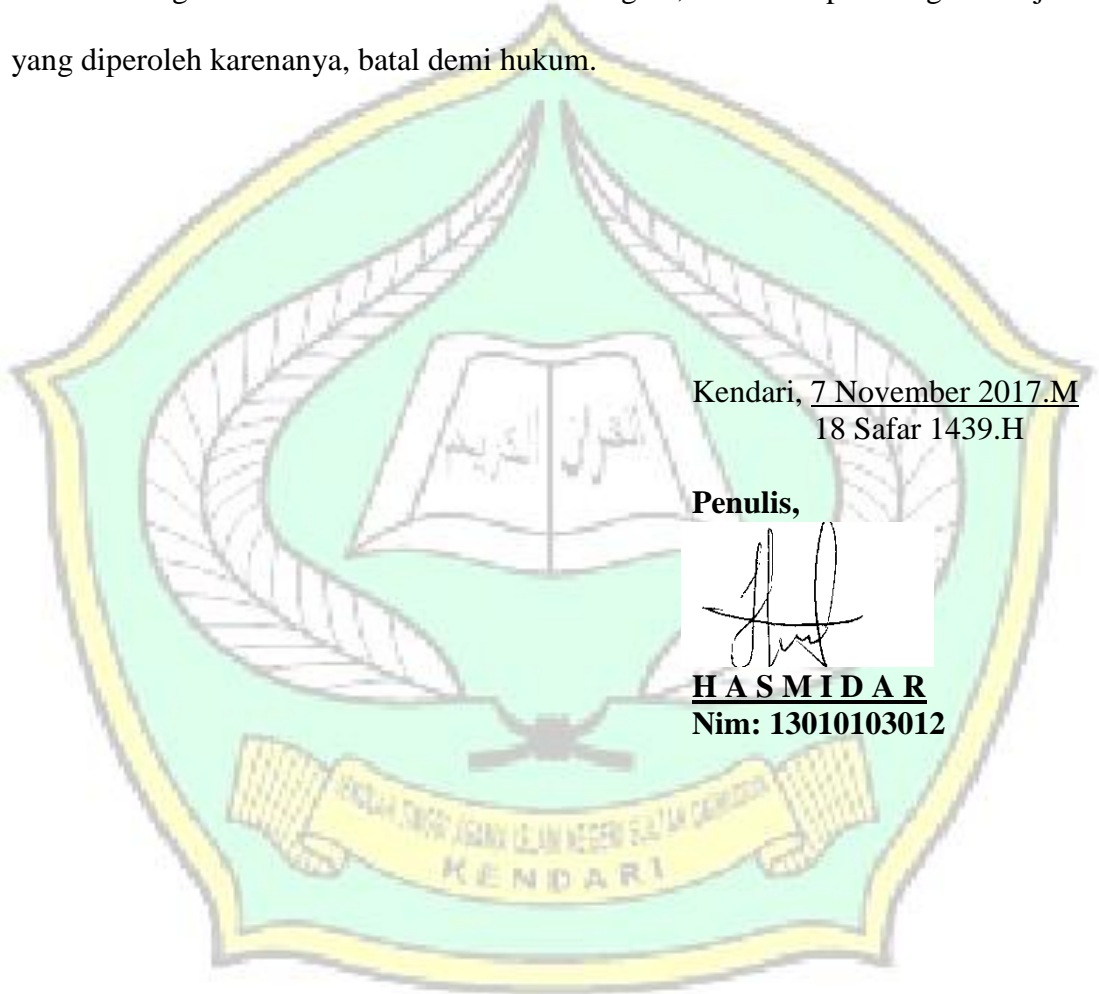 yang diperoleh karenanya, batal demi hukum.
Kendari, 7 November 2017.M
18 Safar 1439.H
Penulis,
H A S M I D A R
Nim: 13010103012
KENDARI